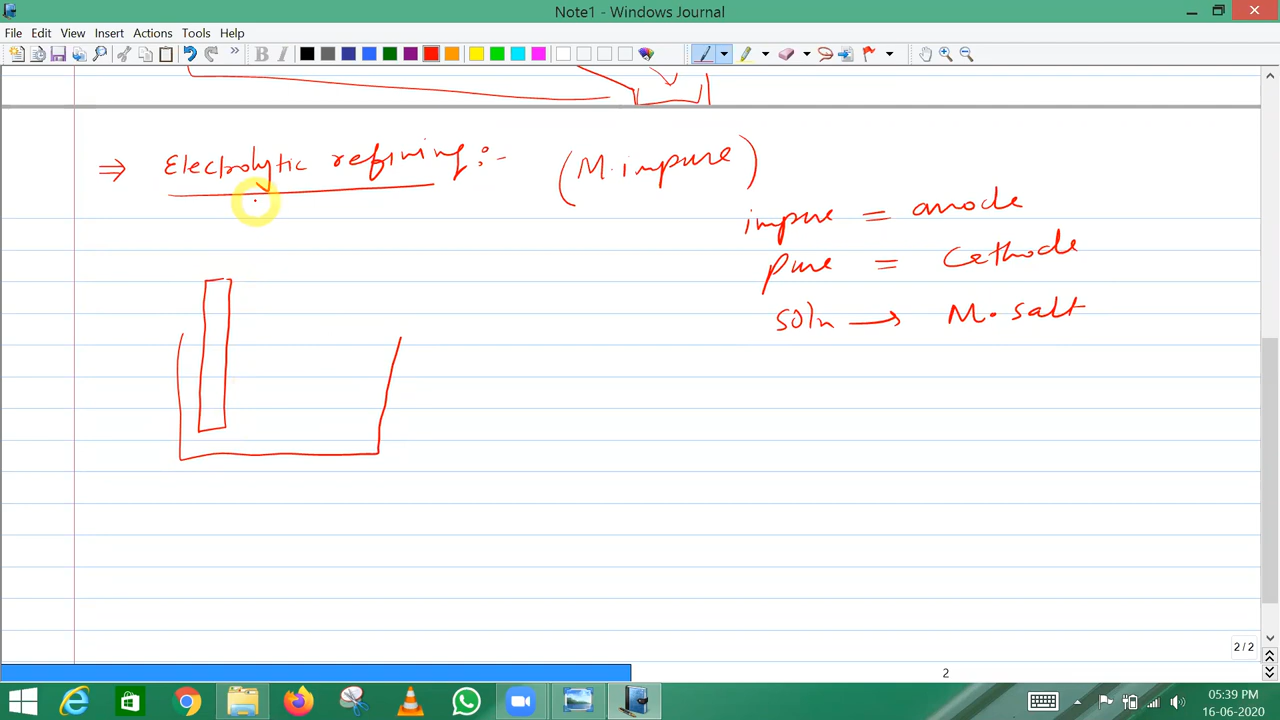 Note1 - Windows Journal
File Edit View Insert Actions Tools Help
⇒ Electrolytic refining :-
(M. impure)
impure = anode
pure = Cethode
soln → M. salt
2/2
2
05:39 PM
16-06-2020